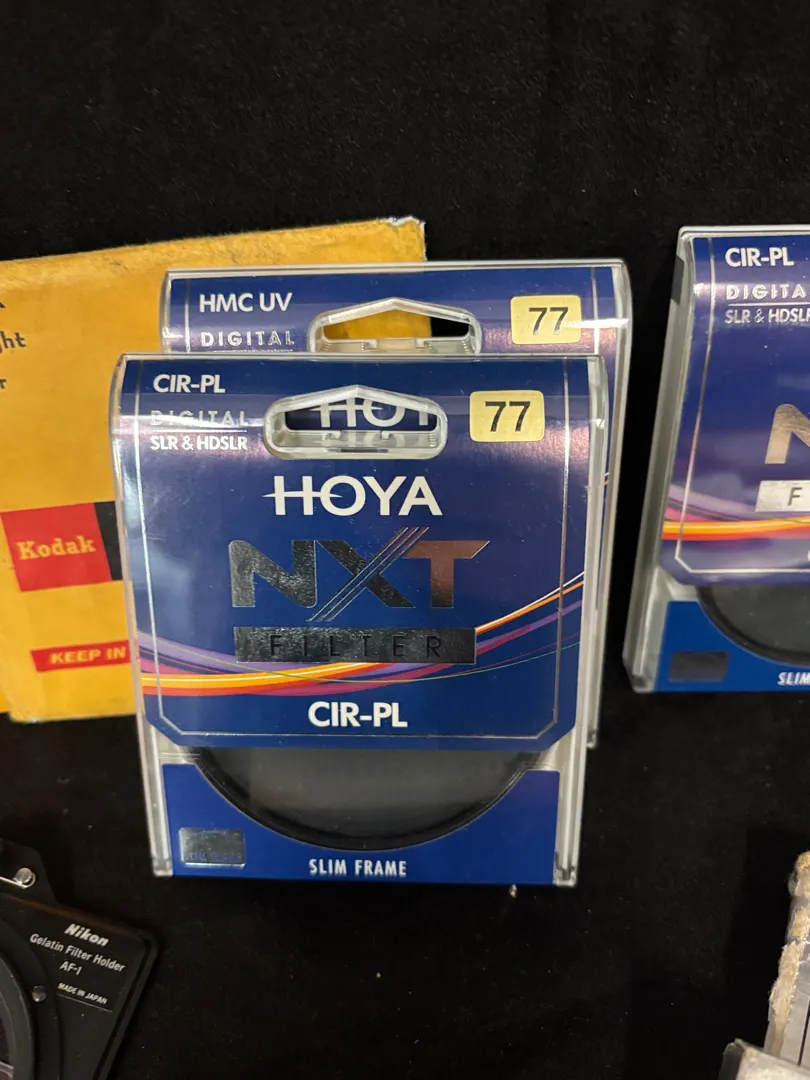 ght
r
Kodak
KEEP IN
HMC UV
DIGITAL
77
CIR-PL
DIGITAL
SLR & HDSLR
77
HOYA
NXT
FILTER
CIR-PL
SLIM FRAME
CIR-PL
DIGITA
SLR & HDSLR
N
F
SLIM
Nikon
Gelatin Filter Holder
AF-1
MADE IN JAPAN